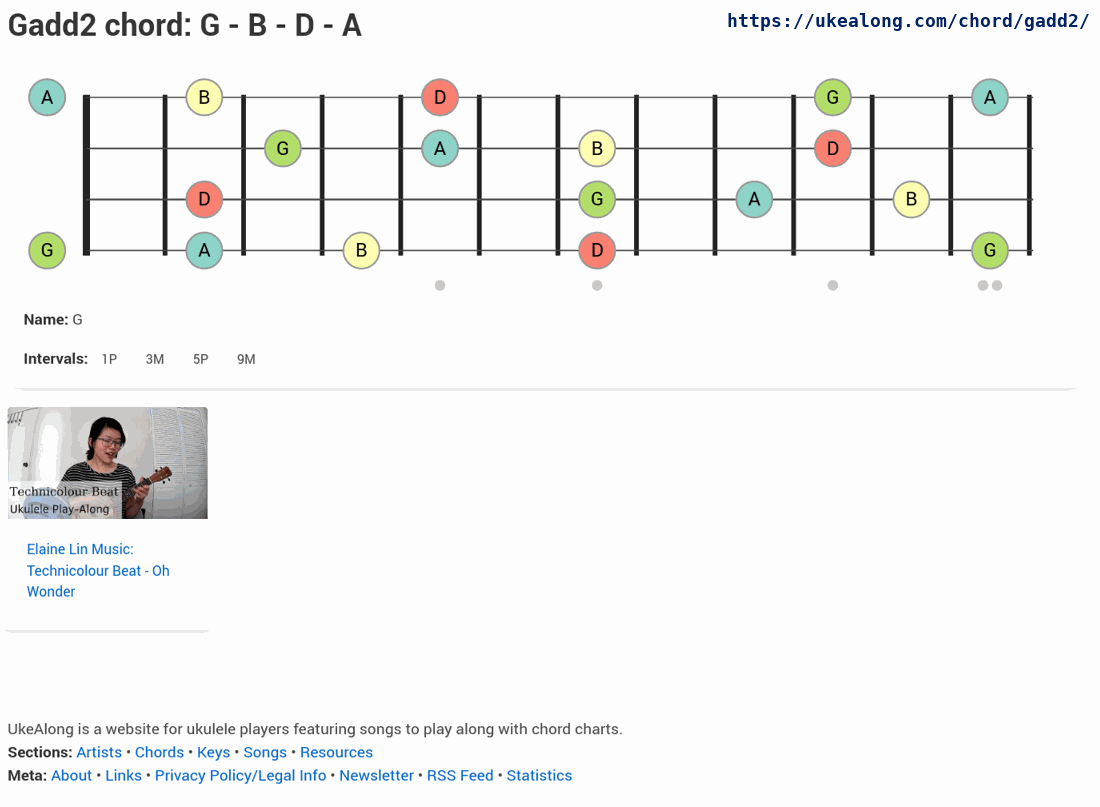 Gadd2 chord: G - B - D - A
https://ukealong.com/chord/gadd2/
A B D G A
G A B D
D G A B
G A B D G
Name: G
Intervals: 1P 3M 5P 9M
Technicolour Beat
Ukulele Play-Along
Elaine Lin Music:
Technicolour Beat - Oh
Wonder
UkeAlong is a website for ukulele players featuring songs to play along with chord charts.
Sections: Artists • Chords • Keys • Songs • Resources
Meta: About • Links • Privacy Policy/Legal Info • Newsletter • RSS Feed • Statistics